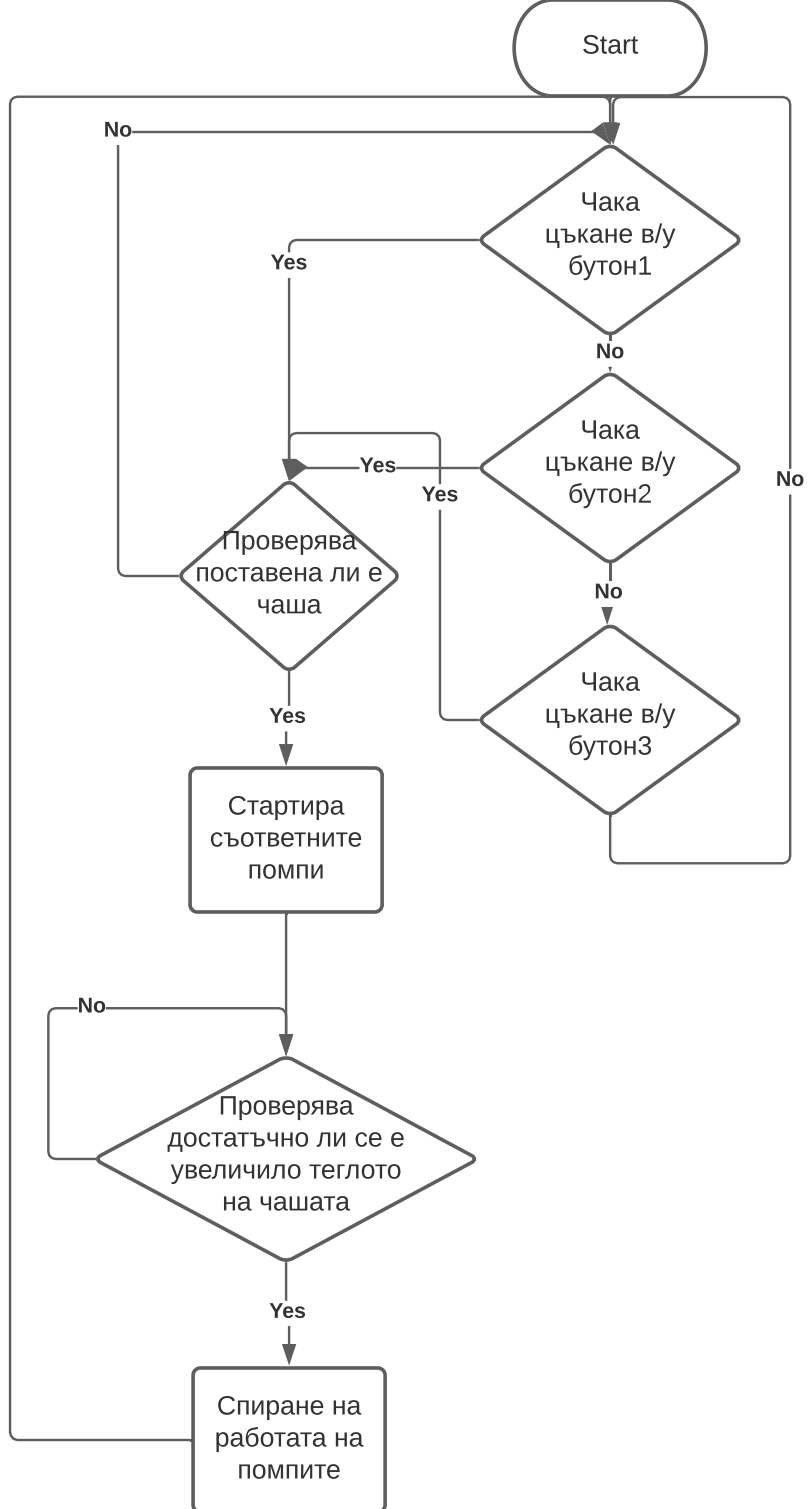 Start
No
Чака
цъкане в/у
бутон1
Yes
No
Чака
цъкане в/у
бутон2
Yes
Yes
No
Проверява
поставена ли е
чаша
No
Чака
цъкане в/у
бутон3
Yes
Стартира
съответните
помпи
No
Проверява
достатъчно ли се е
увеличило теглото
на чашата
Yes
Спиране на
работата на
помпите